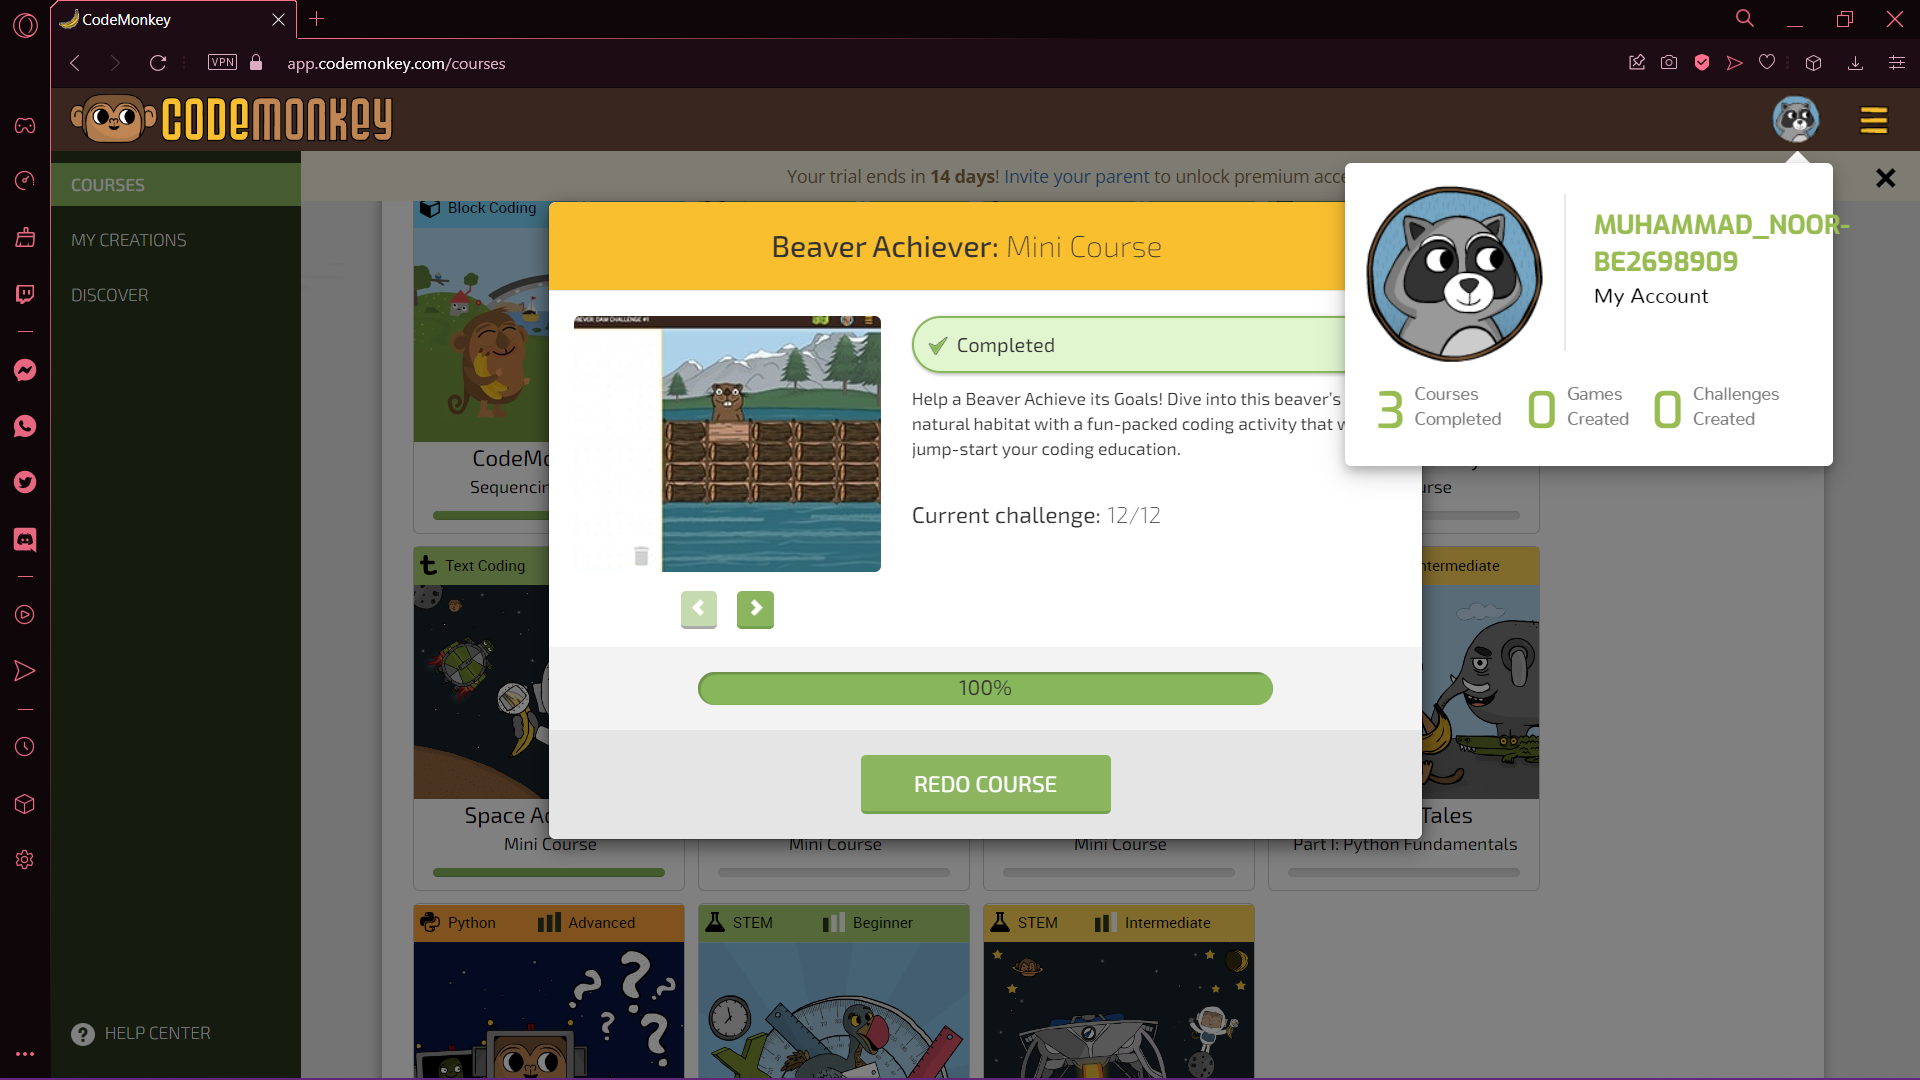 CodeMonkey
VPN
app.codemonkey.com/courses
CODEMONKEY
COURSES
MY CREATIONS
DISCOVER
HELP CENTER
Your trial ends in 14 days! Invite your parent to unlock premium acce
MUHAMMAD_NOOR-
BE2698909
My Account
3 Courses Completed
0 Games Created
0 Challenges Created
Block Coding
Beaver Achiever: Mini Course
Completed
Help a Beaver Achieve its Goals! Dive into this beaver's
natural habitat with a fun-packed coding activity that
jump-start your coding education.
Current challenge: 12/12
100%
REDO COURSE
CodeMo
Sequencin
urse
Text Coding
ntermediate
Space Ad
Mini Course
Mini Course
Mini Course
Tales
Part 1: Python Fundamentals
Python Advanced
STEM Beginner
STEM Intermediate